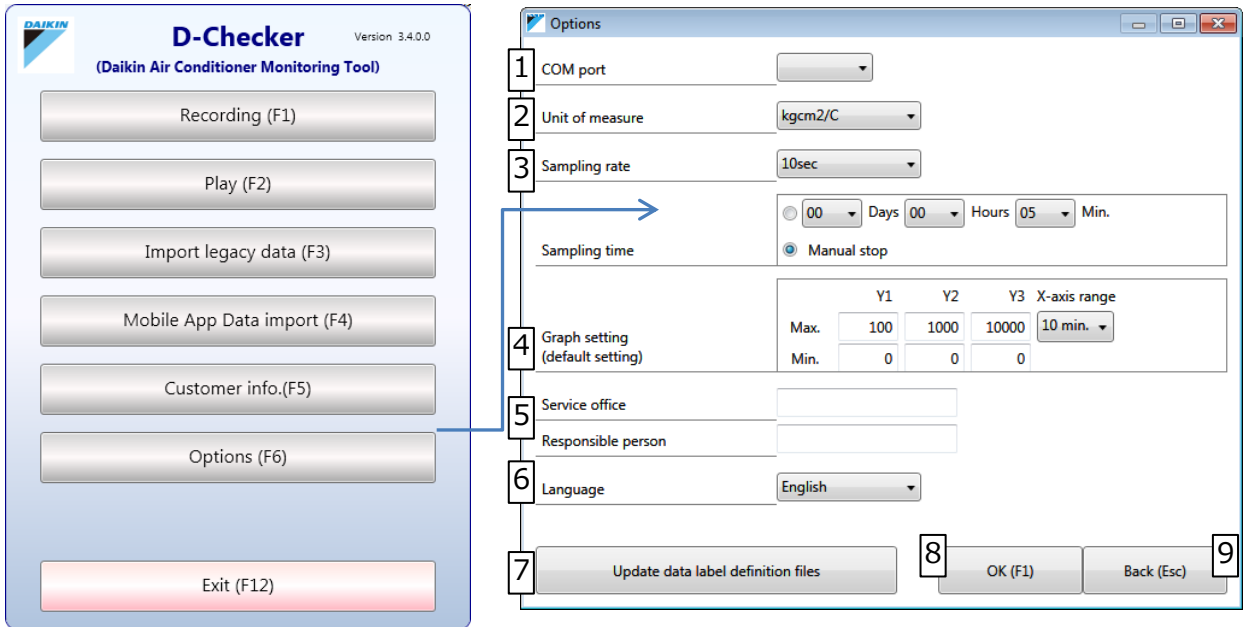 DAIKIN
D-Checker
Version 3.4.0.0
(Daikin Air Conditioner Monitoring Tool)
Recording (F1)
Play (F2)
Import legacy data (F3)
Mobile App Data import (F4)
Customer info.(F5)
Options (F6)
Exit (F12)
Options
1 COM port
2 Unit of measure kgcm2/C
3 Sampling rate 10sec
00 Days 00 Hours 05 Min.
Sampling time Manual stop
Y1 Y2 Y3 X-axis range
Max. 100 1000 10000 10 min.
4 Graph setting
(default setting) Min. 0 0 0
5 Service office
Responsible person
6 Language English
7 Update data label definition files 8 OK (F1) Back (Esc) 9